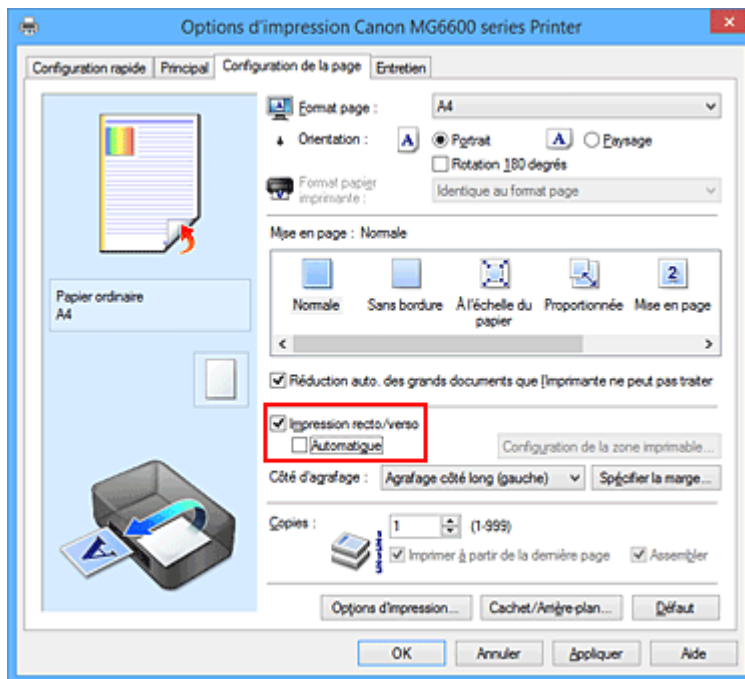 Options d'impression Canon MG6600 series Printer
Configuration rapide Principal Configuration de la page Entretien
Format page : A4
Orientation : A Portrait A Paysage
Rotation 180 degrés
Format papier imprimante : Identique au format page
Mise en page : Normale
Normale Sans bordure À l'échelle du papier Proportionnée Mise en page
Papier ordinaire
A4
Réduction auto. des grands documents que l'imprimante ne peut pas traiter
Impression recto/verso
Automatique Configuration de la zone imprimable...
Côté d'agrafage : Agrafage côté long (gauche) Spécifier la marge...
Copies : 1 (1-999)
Imprimer à partir de la dernière page Assembler
Options d'impression... Cachet/Arrière-plan... Défaut
OK Annuler Appliquer Aide